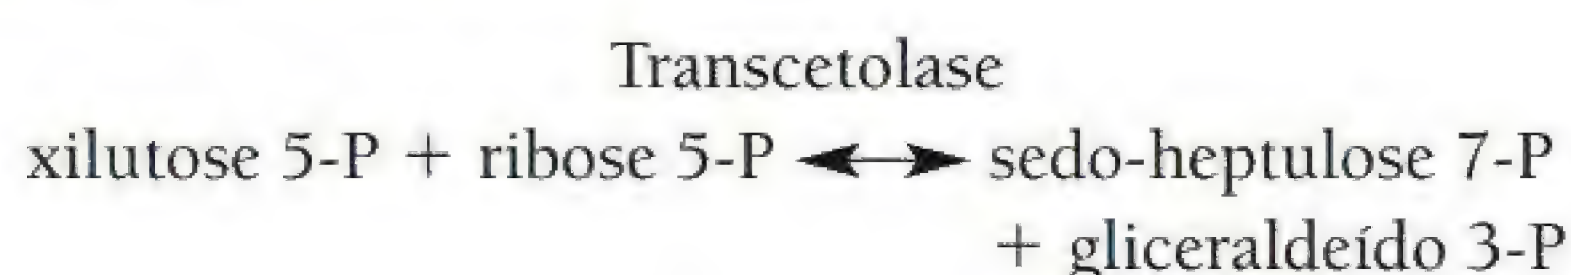 Transcetolase
xilutose 5-P + ribose 5-P ◄─► sedo-heptulose 7-P
+ gliceraldeído 3-P